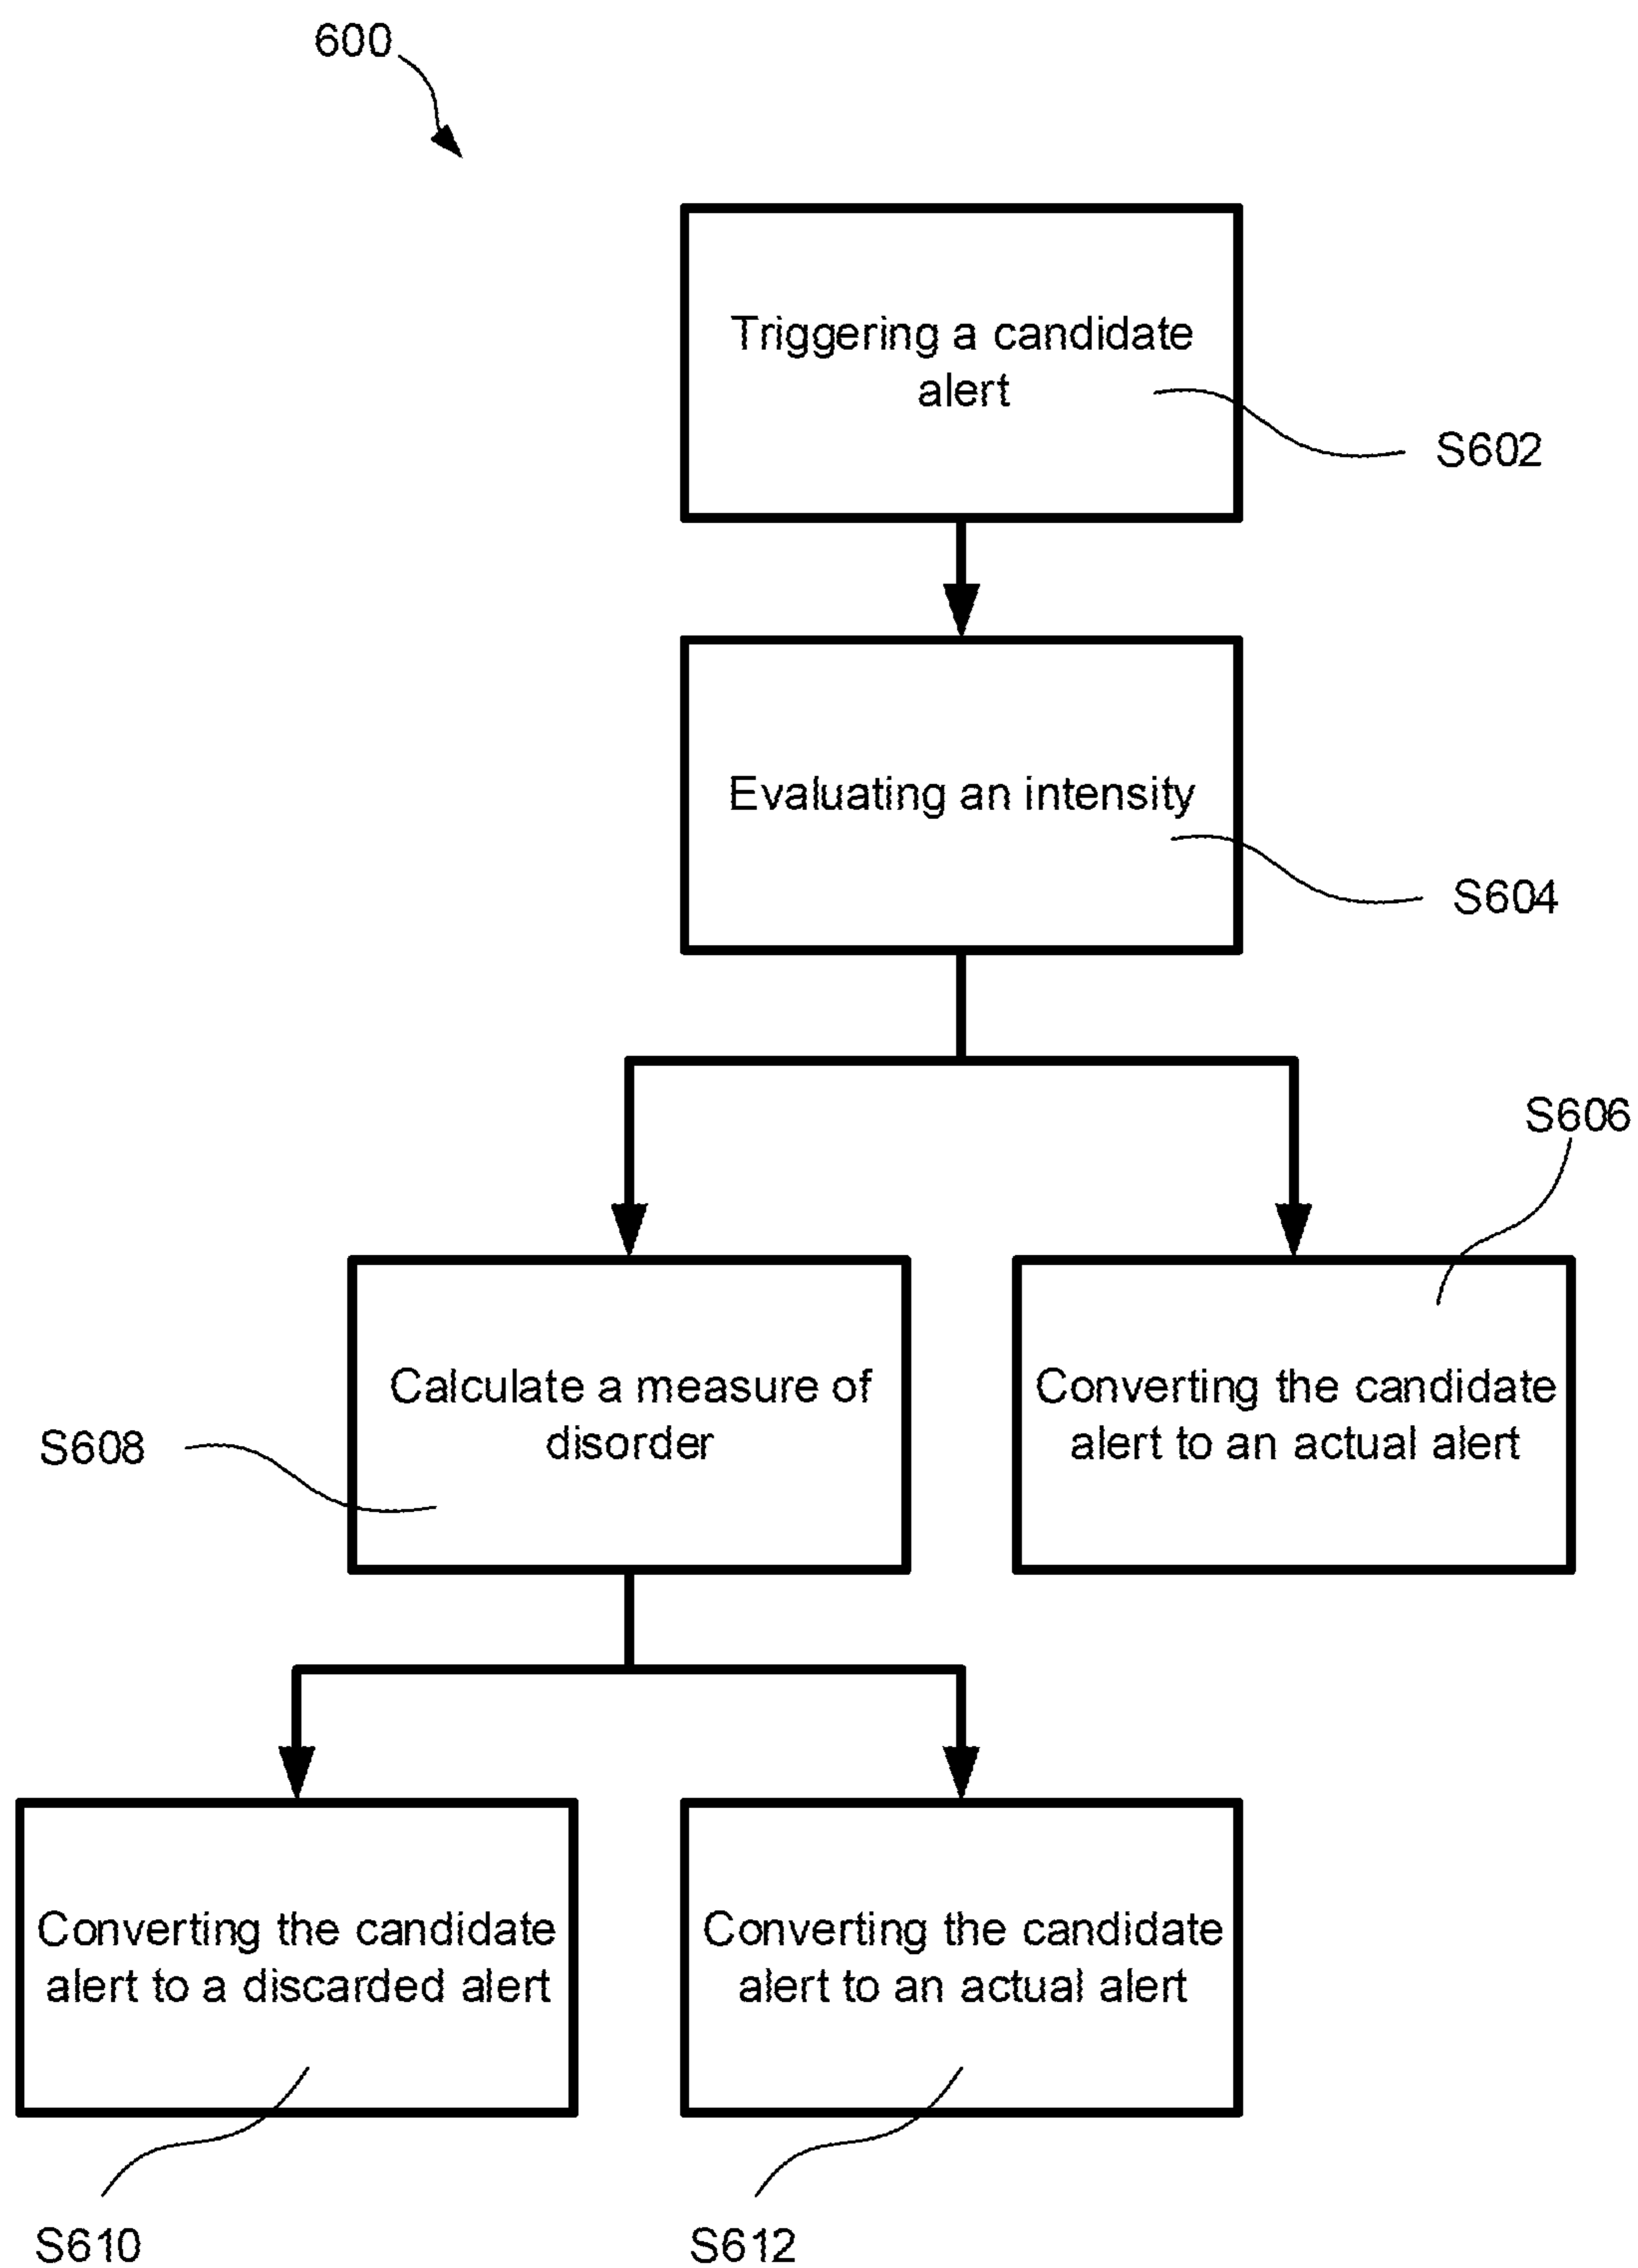 600
Triggering a candidate
alert
S602
Evaluating an intensity
S604
S606
Calculate a measure of
disorder
S608
Converting the candidate
alert to an actual alert
Converting the candidate
alert to a discarded alert
Converting the candidate
alert to an actual alert
S610
S612